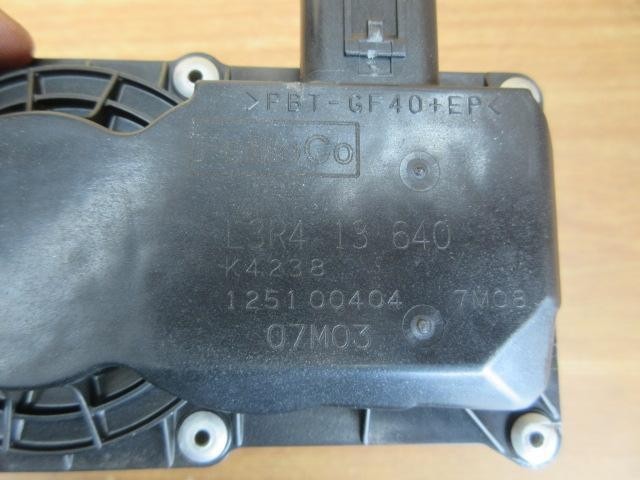 >PBT-GF40+EP<
L3R4 13 640
K4238
125100404 7M08
07M03